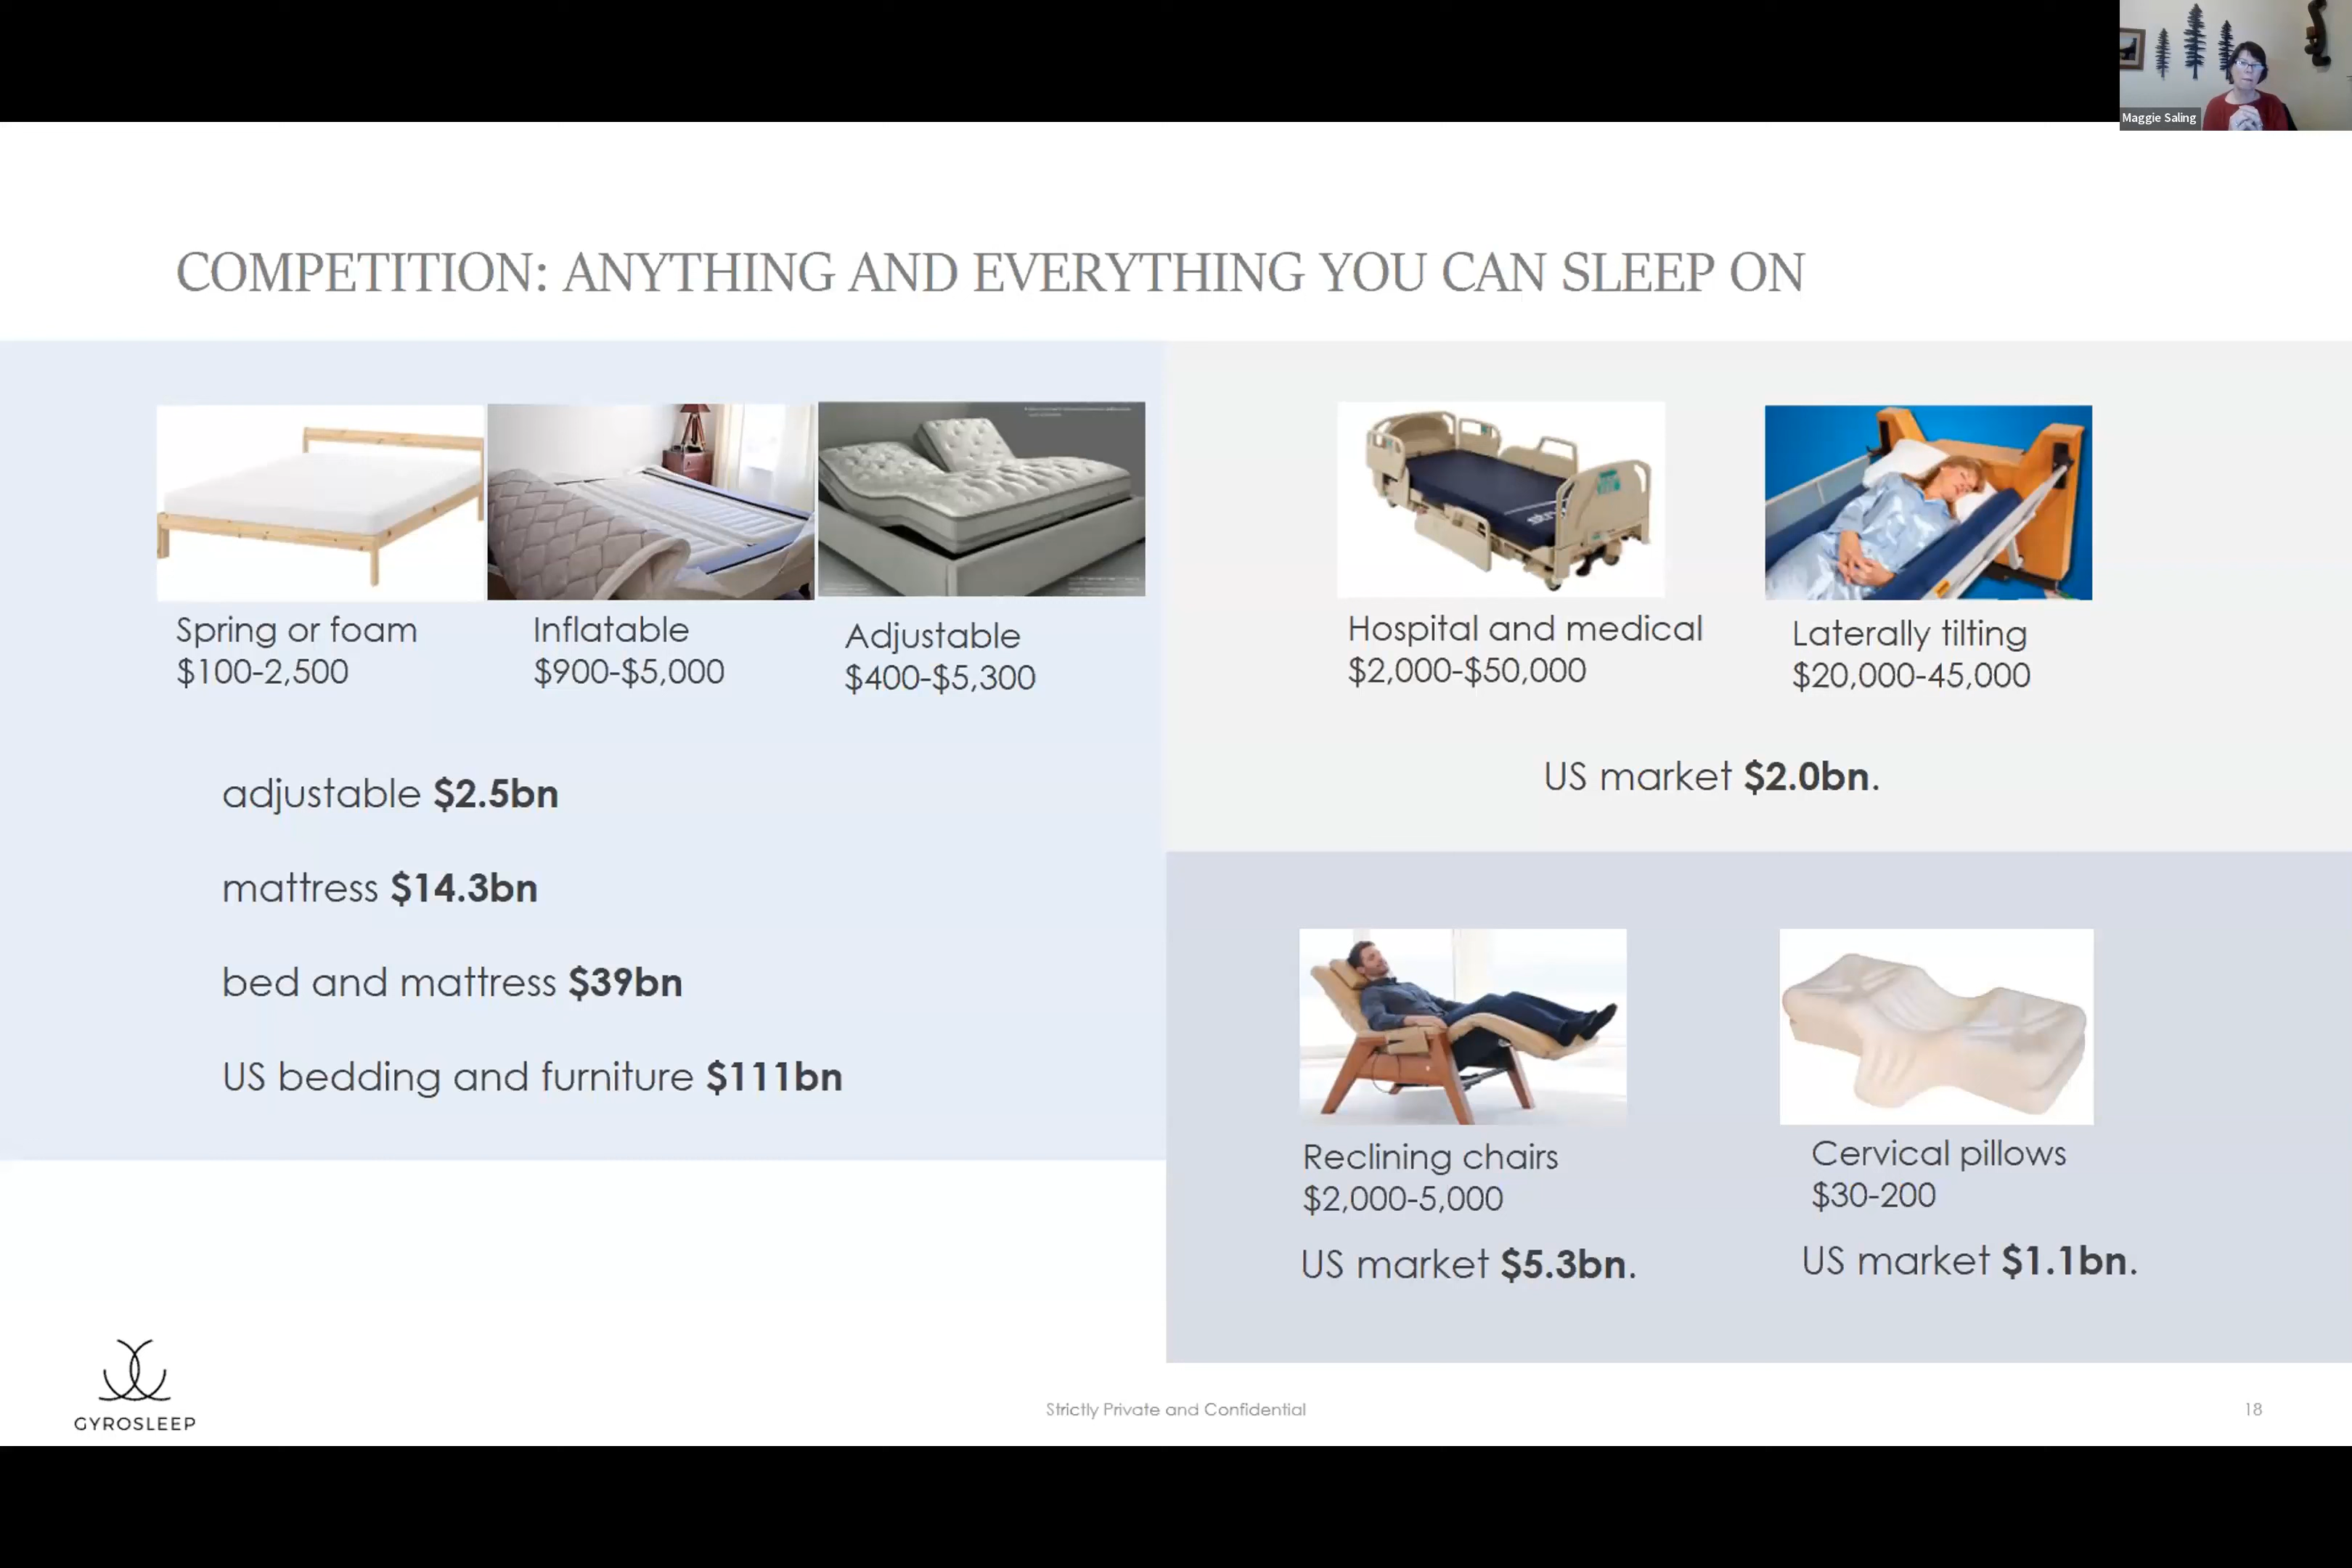 Maggie Saling
COMPETITION: ANYTHING AND EVERYTHING YOU CAN SLEEP ON
Spring or foam
$100-2,500
Inflatable
$900-$5,000
Adjustable
$400-$5,300
adjustable $2.5bn
mattress $14.3bn
bed and mattress $39bn
US bedding and furniture $111bn
Hospital and medical
$2,000-$50,000
Laterally tilting
$20,000-45,000
US market $2.0bn.
Reclining chairs
$2,000-5,000
US market $5.3bn.
Cervical pillows
$30-200
US market $1.1bn.
GYROSLEEP
Strictly Private and Confidential
18